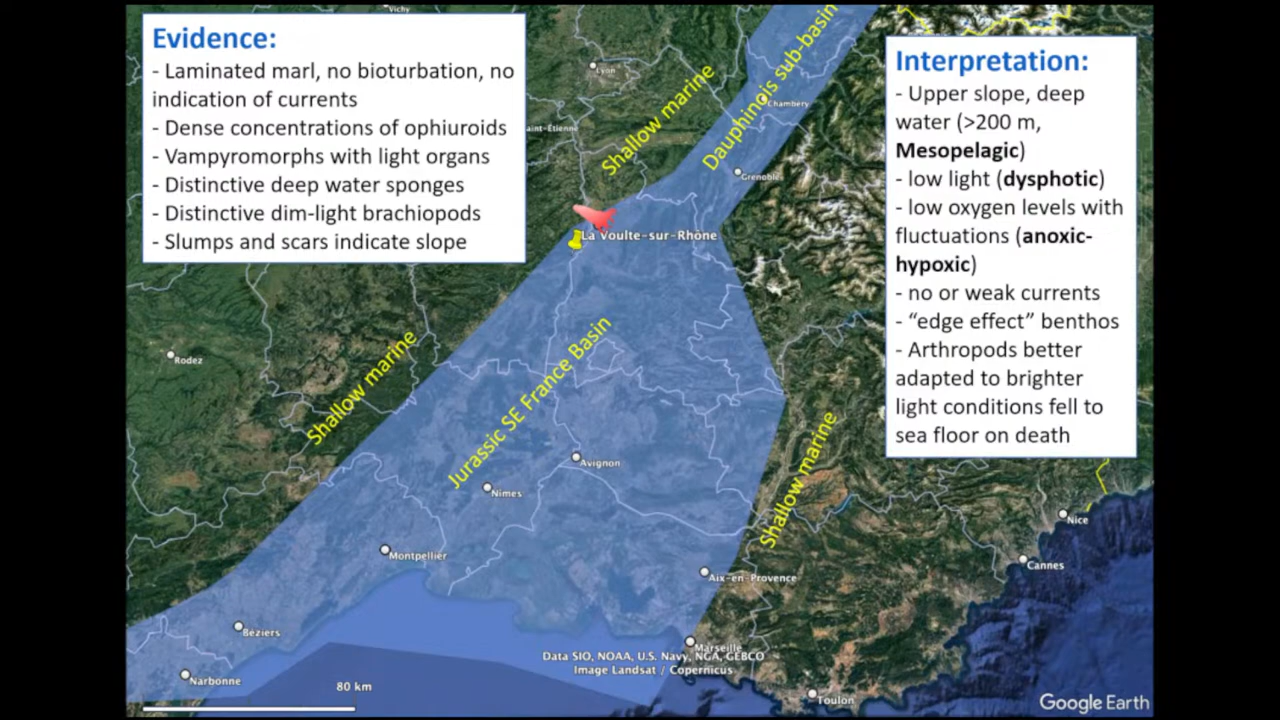 Evidence:
- Laminated marl, no bioturbation, no
indication of currents
- Dense concentrations of ophiuroids
- Vampyromorphs with light organs
- Distinctive deep water sponges
- Distinctive dim-light brachiopods
- Slumps and scars indicate slope
Interpretation:
- Upper slope, deep
water (>200 m,
Mesopelagic)
- low light (dysphotic)
- low oxygen levels with
fluctuations (anoxic-
hypoxic)
- no or weak currents
- “edge effect” benthos
- Arthropods better
adapted to brighter
light conditions fell to
sea floor on death
Vichy
Lyon
aint-Étienne
Shallow marine
Dauphinois sub-basin
Chambéry
Grenoble
La Voulte-sur-Rhône
Rodez
Shallow marine
Jurassic SE France Basin
Shallow marine
Avignon
Nîmes
Montpellier
Nice
Cannes
Aix-en-Provence
Béziers
Marseille
Narbonne
Toulon
Data SIO, NOAA, U.S. Navy, NGA, GEBCO
Image Landsat / Copernicus
80 km
Google Earth